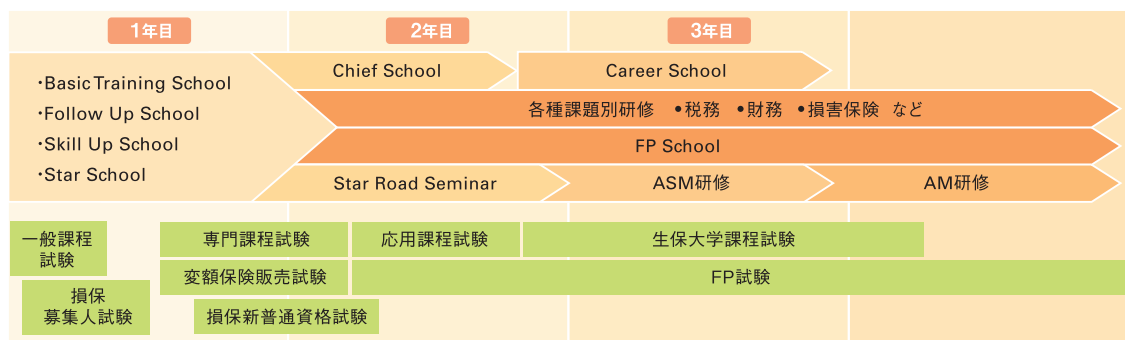 1年目
2年目
3年目
・Basic Training School
・Follow Up School
・Skill Up School
・Star School
Chief School
Career School
各種課題別研修 ●税務 ●財務 ●損害保険 など
FP School
Star Road Seminar
ASM研修
AM研修
一般課程
試験
専門課程試験
応用課程試験
生保大学課程試験
変額保険販売試験
FP試験
損保
募集人試験
損保新普通資格試験